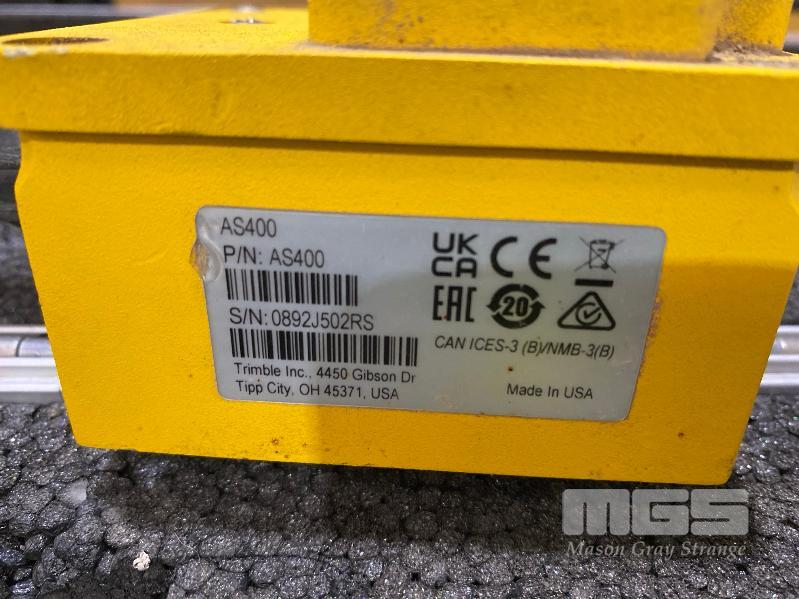 AS400
P/N: AS400
S/N: 0892J502RS
Trimble Inc., 4450 Gibson Dr
Tipp City, OH 45371, USA
UK
CA
CE
EAC
20
CAN ICES-3 (B)/NMB-3(B)
Made In USA
MGS
Mason Gray Strange